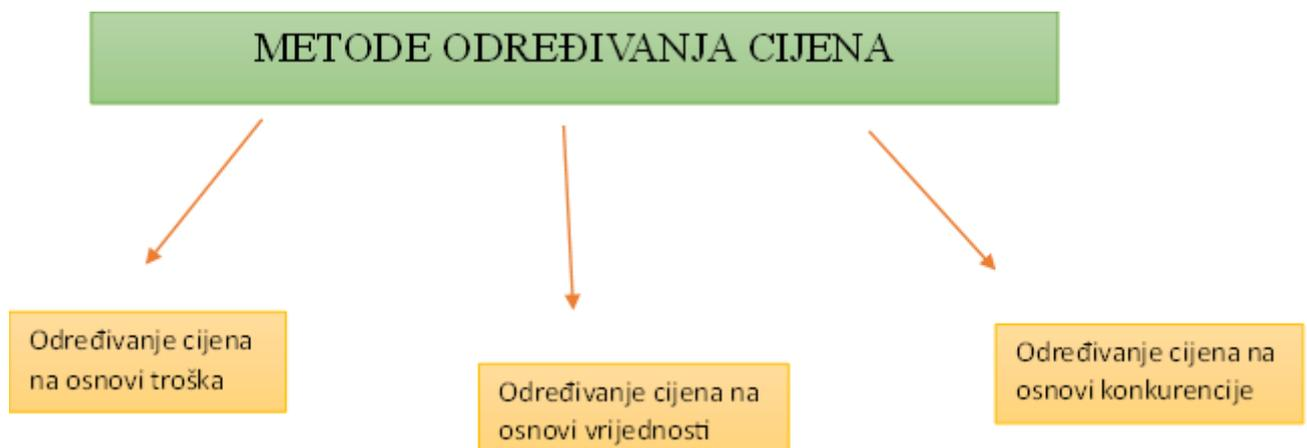 METODE ODREĐIVANJA CIJENA
Određivanje cijena
na osnovi troška
Određivanje cijena na
osnovi vrijednosti
Određivanje cijena na
osnovi konkurencije